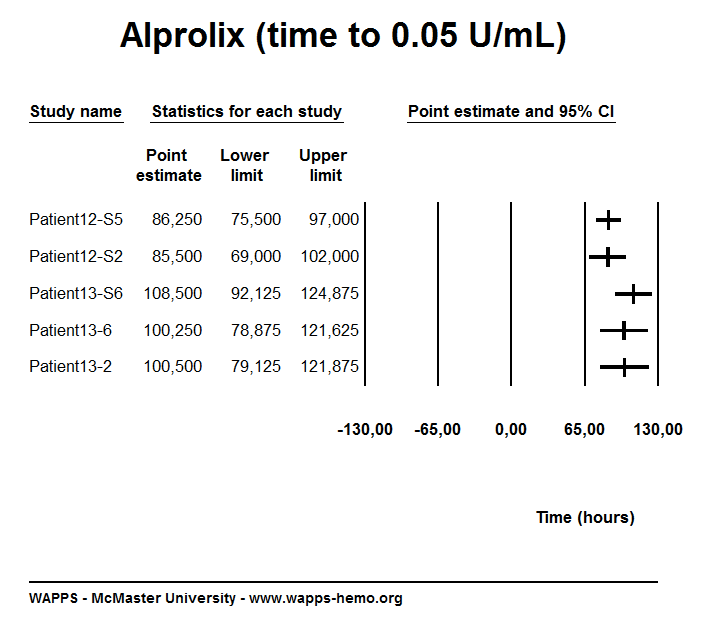 Alprolix (time to 0.05 U/mL)
Study name Statistics for each study Point estimate and 95% CI
Point Lower Upper
estimate limit limit
Patient12-S5 86,250 75,500 97,000
Patient12-S2 85,500 69,000 102,000
Patient13-S6 108,500 92,125 124,875
Patient13-6 100,250 78,875 121,625
Patient13-2 100,500 79,125 121,875
-130,00 -65,00 0,00 65,00 130,00
Time (hours)
WAPPS - McMaster University - www.wapps-hemo.org